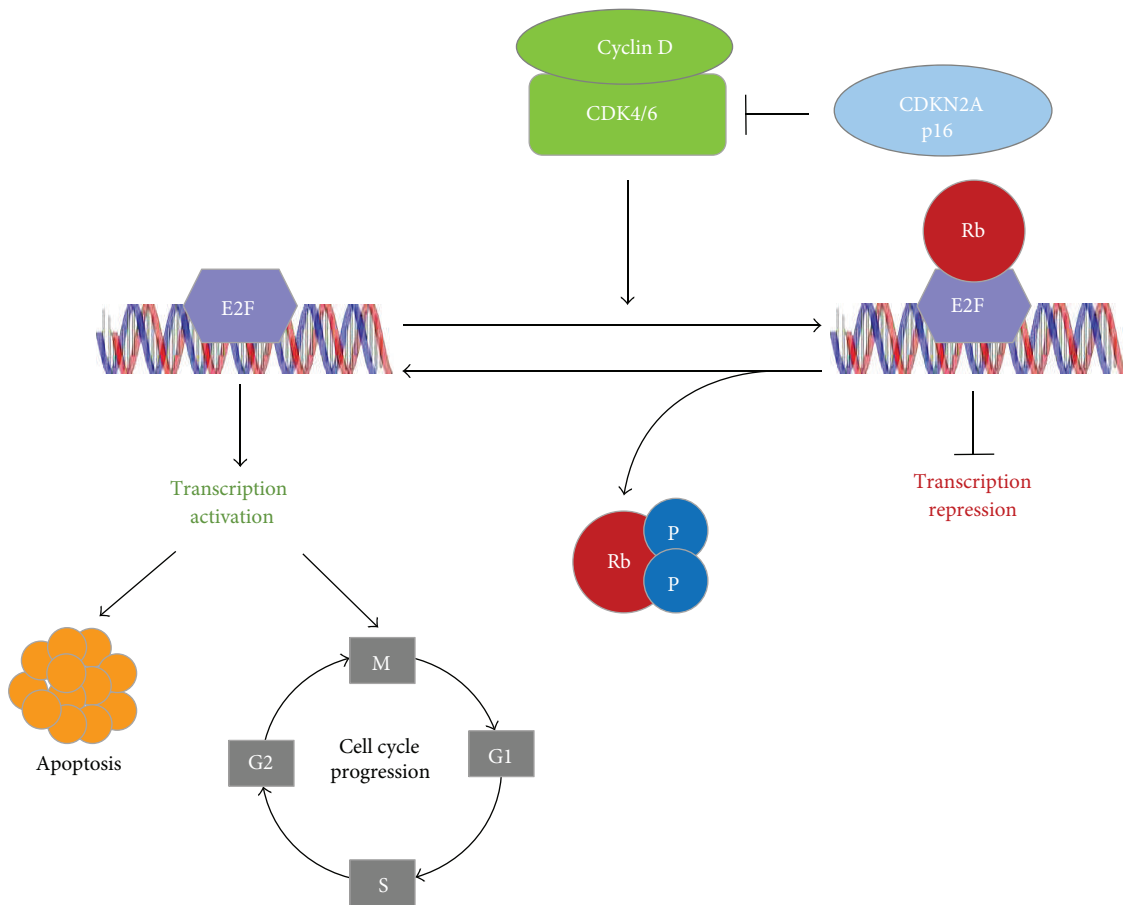 Cyclin D
CDK4/6
CDKN2A
p16
Rb
E2F
E2F
Transcription
activation
Transcription
repression
Rb
P
P
Apoptosis
M
G1
S
G2
Cell cycle
progression